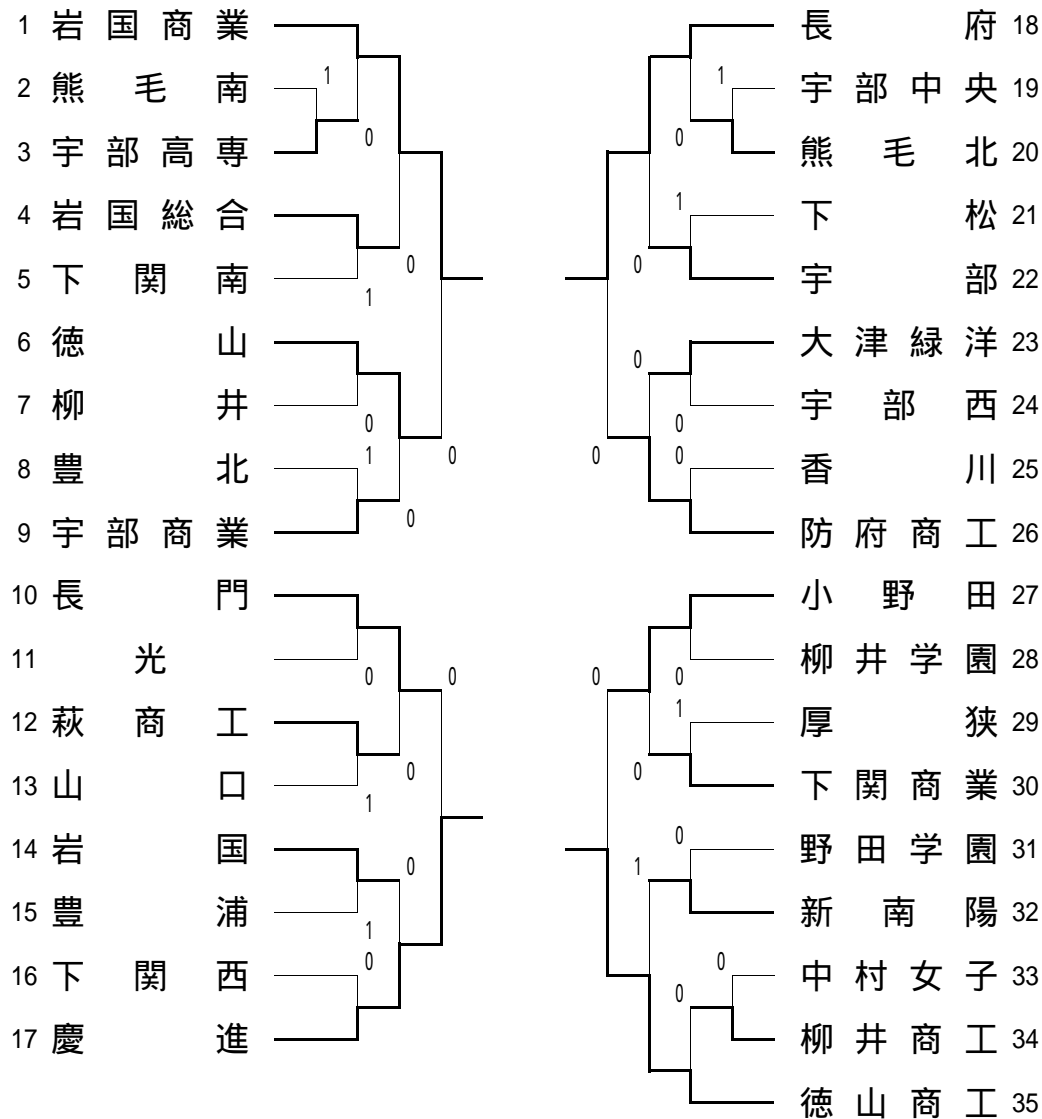 1 岩国商業
2 熊毛南
3 宇部高専
4 岩国総合
5 下関南
6 徳山
7 柳井
8 豊北
9 宇部商業
10 長門
11 光
12 萩商工
13 山口
14 岩国
15 豊浦
16 下関西
17 慶進
1
0
0
1
0
1
0
0
0
0
0
1
0
1
0
長府 18
宇部中央 19
熊毛北 20
下松 21
宇部 22
大津緑洋 23
宇部西 24
香川 25
防府商工 26
小野田 27
柳井学園 28
厚狭 29
下関商業 30
野田学園 31
新南陽 32
中村女子 33
柳井商工 34
徳山商工 35
1
0
1
0
0
0
0
0
0
0
1
0
0
1
0
0